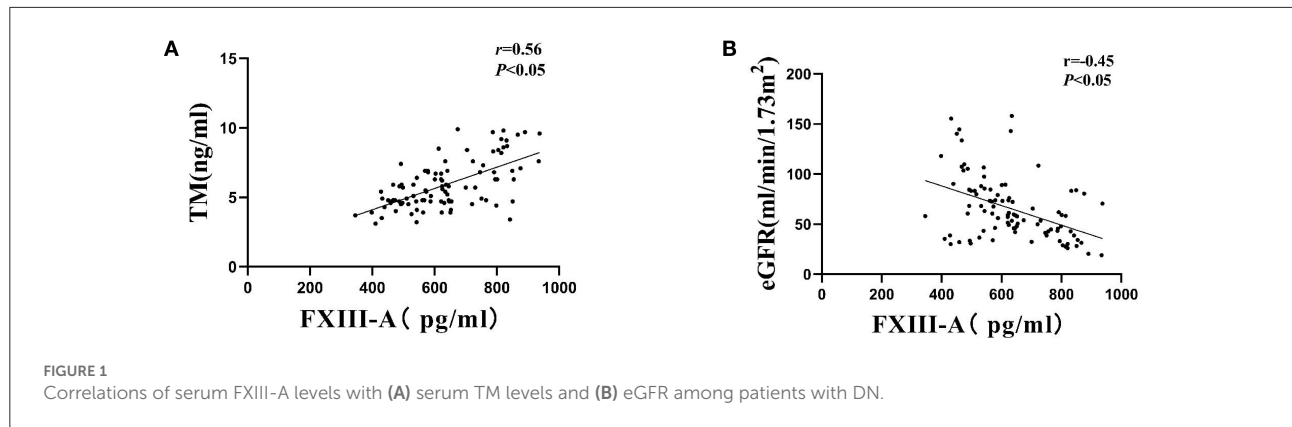 A
r=0.56
P<0.05
15
10
5
0
TM(ng/ml)
0 200 400 600 800 1000
FXIII-A( pg/ml)
B
r=-0.45
P<0.05
200
150
100
50
0
eGFR(ml/min/1.73m²)
0 200 400 600 800 1000
FXIII-A( pg/ml)
FIGURE 1
Correlations of serum FXIII-A levels with (A) serum TM levels and (B) eGFR among patients with DN.